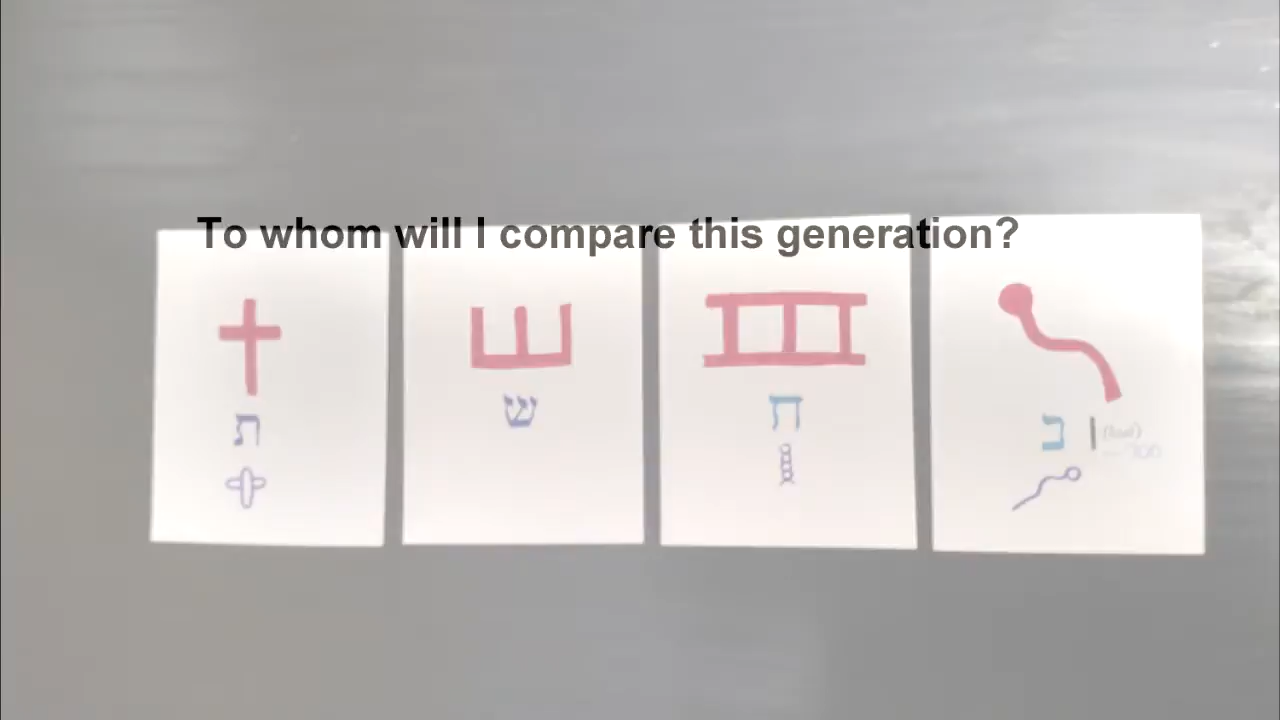 To whom will I compare this generation?
ן נ ח ש ת